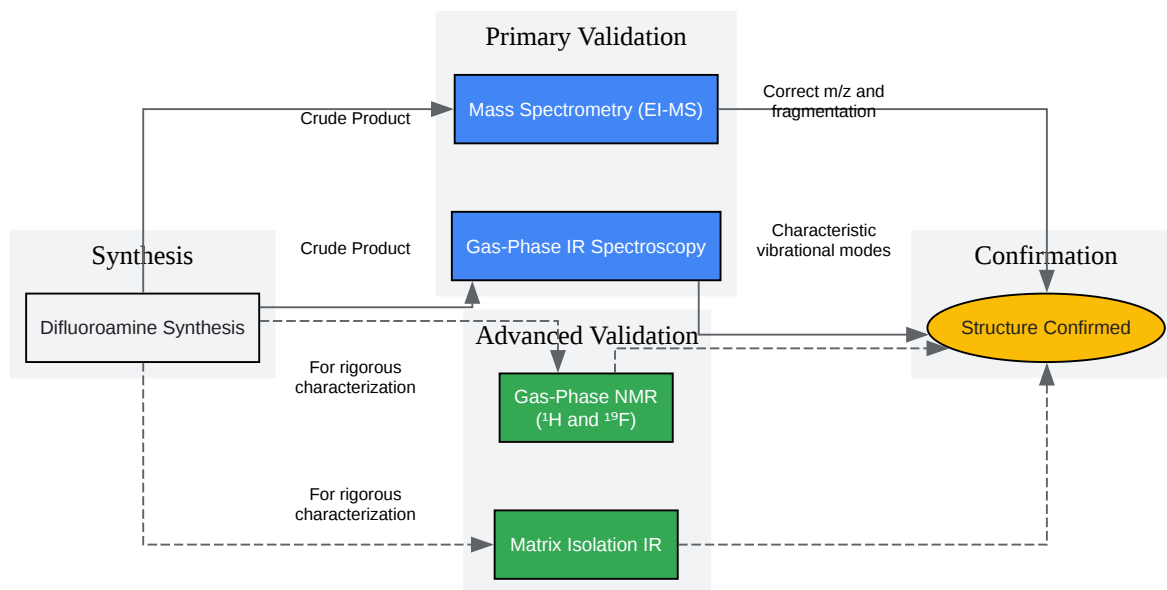 Primary Validation
Mass Spectrometry (EI-MS)
Correct m/z and
fragmentation
Crude Product
Gas-Phase IR Spectroscopy
Characteristic
vibrational modes
Crude Product
Synthesis
Confirmation
Difluoroamine Synthesis
Structure Confirmed
Advanced Validation
For rigorous
characterization
Gas-Phase NMR
(¹H and ¹⁹F)
For rigorous
characterization
Matrix Isolation IR